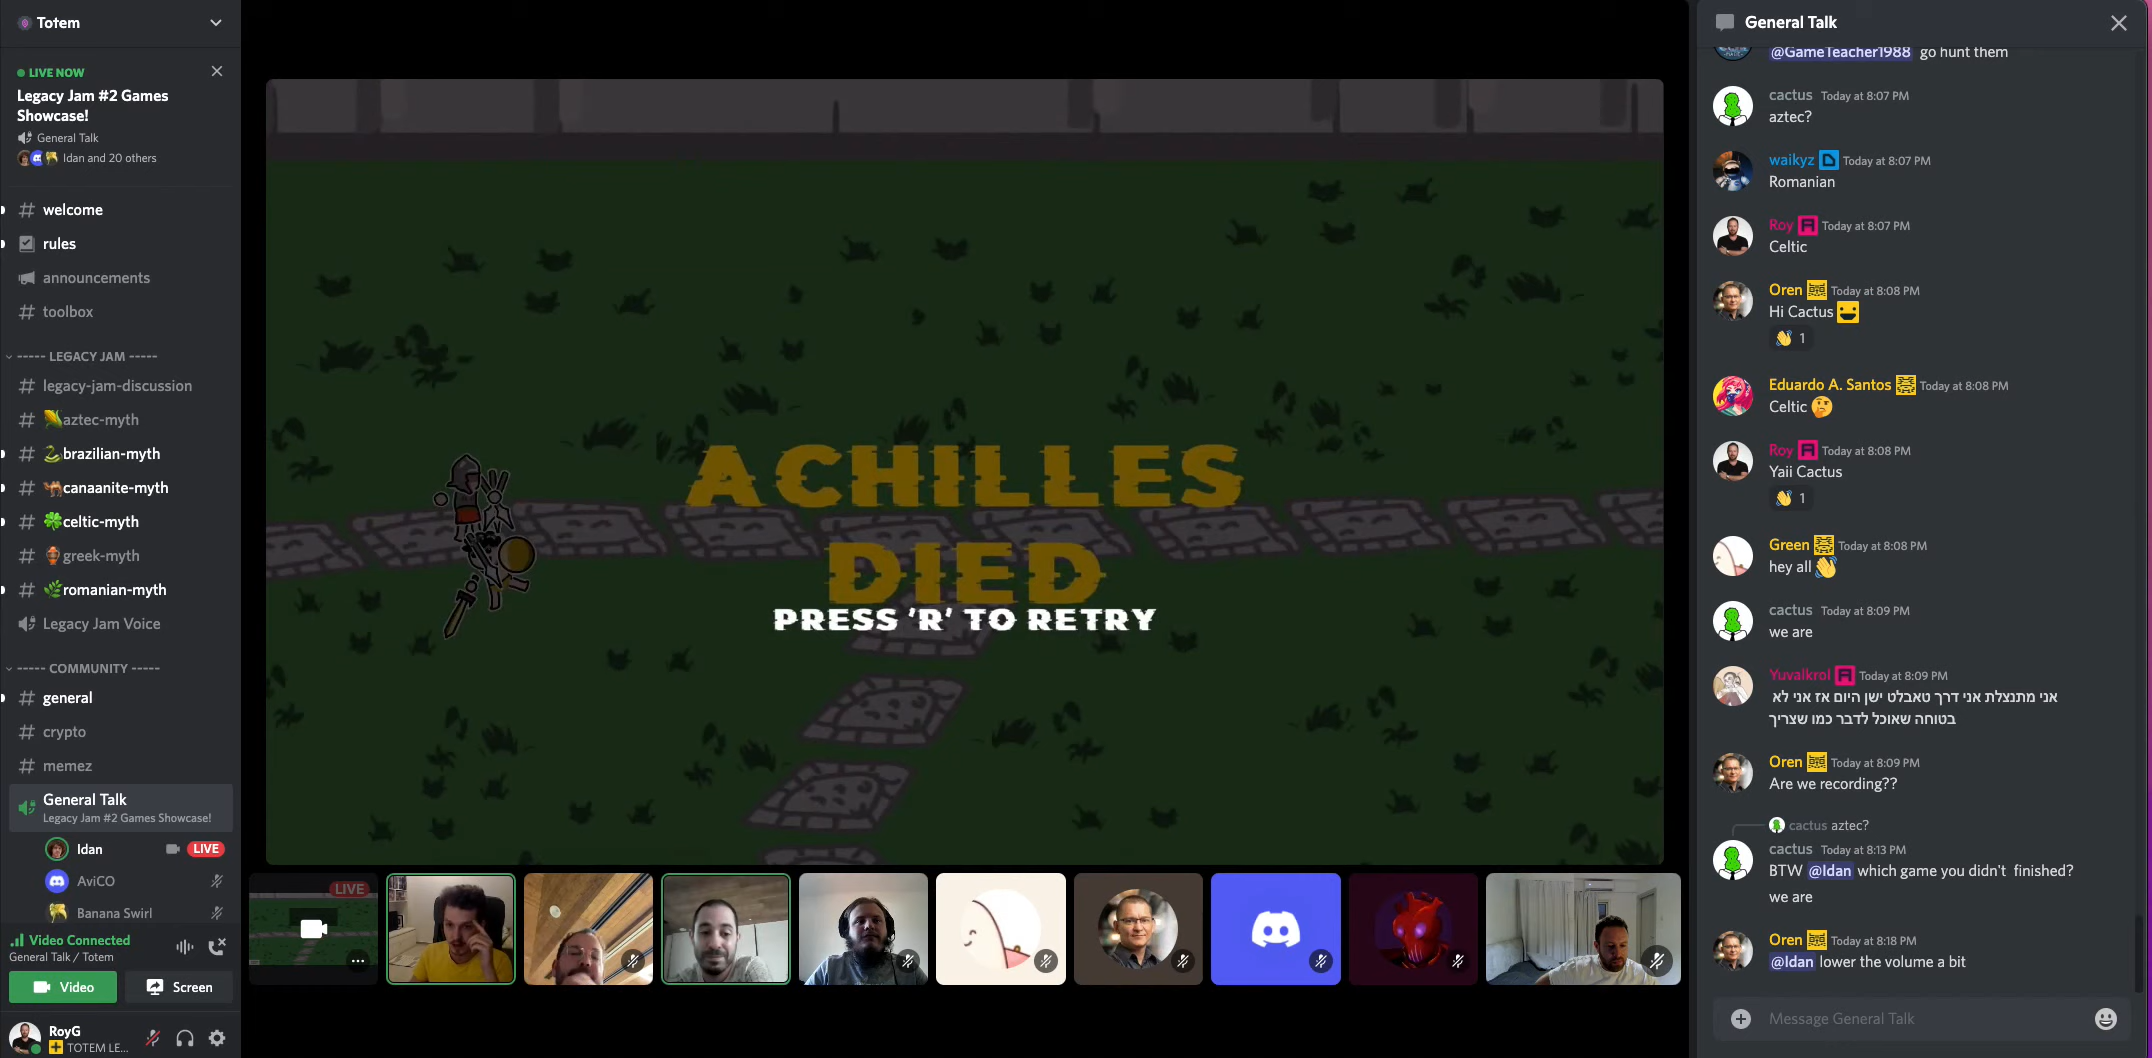 Totem
LIVE NOW
Legacy Jam #2 Games
Showcase!
General Talk
Idan and 20 others
welcome
rules
announcements
toolbox
----- LEGACY JAM -----
legacy-jam-discussion
aztec-myth
brazilian-myth
canaanite-myth
celtic-myth
greek-myth
romanian-myth
Legacy Jam Voice
----- COMMUNITY -----
general
crypto
memez
General Talk
Legacy Jam #2 Games Showcase!
Idan LIVE
AviCO
Banana Swirl
Video Connected
General Talk / Totem
Video Screen
RoyG
TOTEM LE...
ACHILLES
DIED
PRESS 'R' TO RETRY
LIVE
General Talk
@GameTeacher1988 go hunt them
cactus Today at 8:07 PM
aztec?
waikyz Today at 8:07 PM
Romanian
Roy Today at 8:07 PM
Celtic
Oren Today at 8:08 PM
Hi Cactus
1
Eduardo A. Santos Today at 8:08 PM
Celtic
Roy Today at 8:08 PM
Yaii Cactus
1
Green Today at 8:08 PM
hey all
cactus Today at 8:09 PM
we are
Yuvalkrol Today at 8:09 PM
אני מתנצלת אני דרך טאבלט ישן היום אז אני לא
בטוחה שאוכל לדבר כמו שצריך
Oren Today at 8:09 PM
Are we recording??
cactus aztec?
cactus Today at 8:13 PM
BTW @Idan which game you didn't finished?
we are
Oren Today at 8:18 PM
@Idan lower the volume a bit
Message General Talk